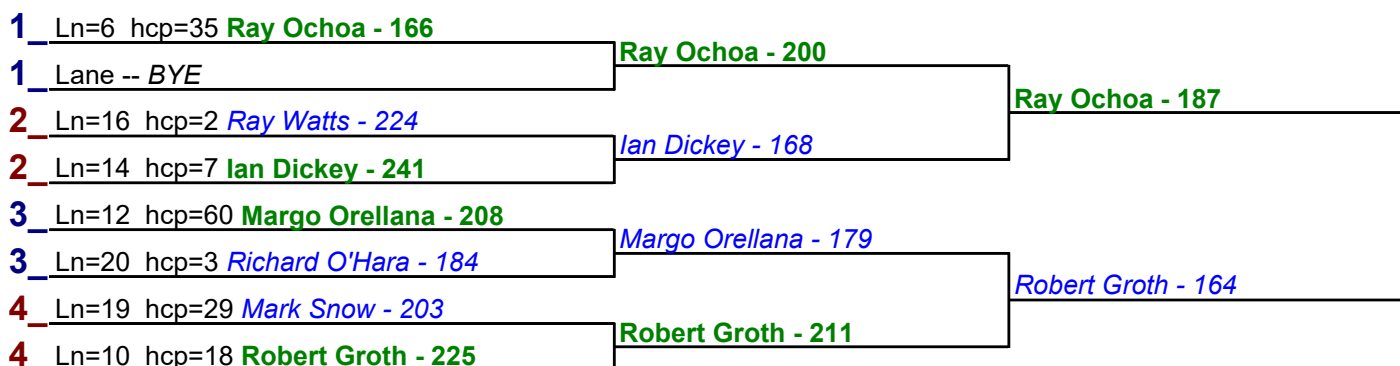 1_ Ln=6 hcp=35 Ray Ochoa - 166
Ray Ochoa - 200
1_ Lane -- BYE
Ray Ochoa - 187
2_ Ln=16 hcp=2 Ray Watts - 224
Ian Dickey - 168
2_ Ln=14 hcp=7 Ian Dickey - 241
3_ Ln=12 hcp=60 Margo Orellana - 208
Margo Orellana - 179
3_ Ln=20 hcp=3 Richard O'Hara - 184
Robert Groth - 164
4_ Ln=19 hcp=29 Mark Snow - 203
Robert Groth - 211
4 Ln=10 hcp=18 Robert Groth - 225